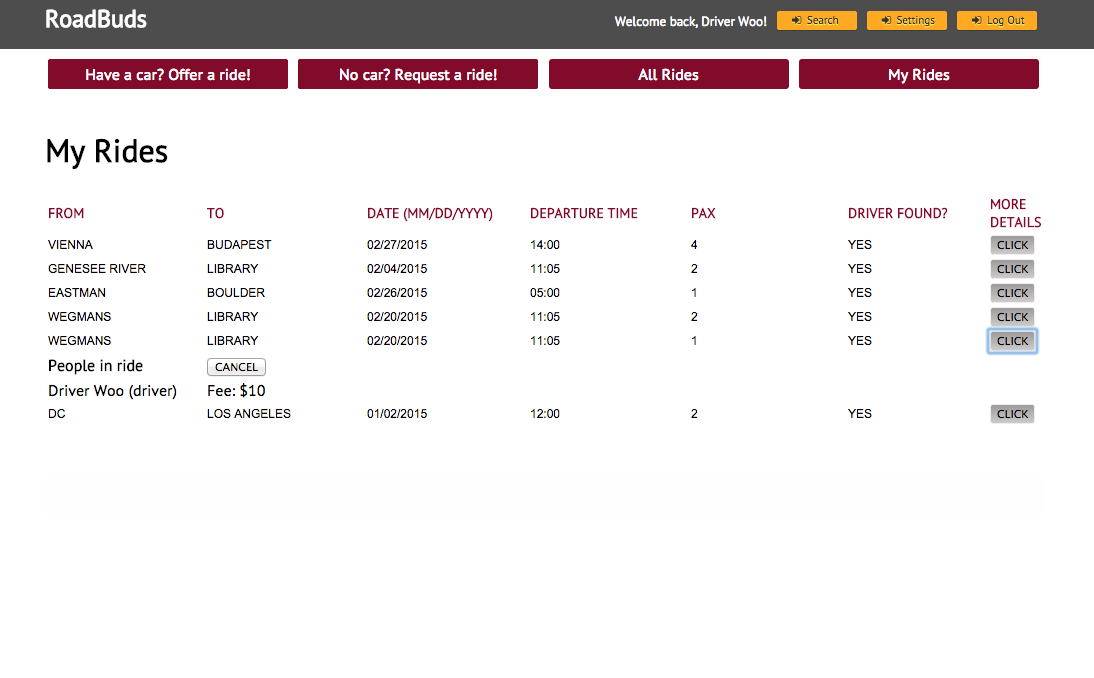 RoadBuds
Welcome back, Driver Woo! Search Settings Log Out
Have a car? Offer a ride! No car? Request a ride! All Rides My Rides
My Rides
FROM TO DATE (MM/DD/YYYY) DEPARTURE TIME PAX DRIVER FOUND? MORE DETAILS
VIENNA BUDAPEST 02/27/2015 14:00 4 YES CLICK
GENESEE RIVER LIBRARY 02/04/2015 11:05 2 YES CLICK
EASTMAN BOULDER 02/26/2015 05:00 1 YES CLICK
WEGMANS LIBRARY 02/20/2015 11:05 2 YES CLICK
WEGMANS LIBRARY 02/20/2015 11:05 1 YES CLICK
People in ride CANCEL
Driver Woo (driver) Fee: $10
DC LOS ANGELES 01/02/2015 12:00 2 YES CLICK